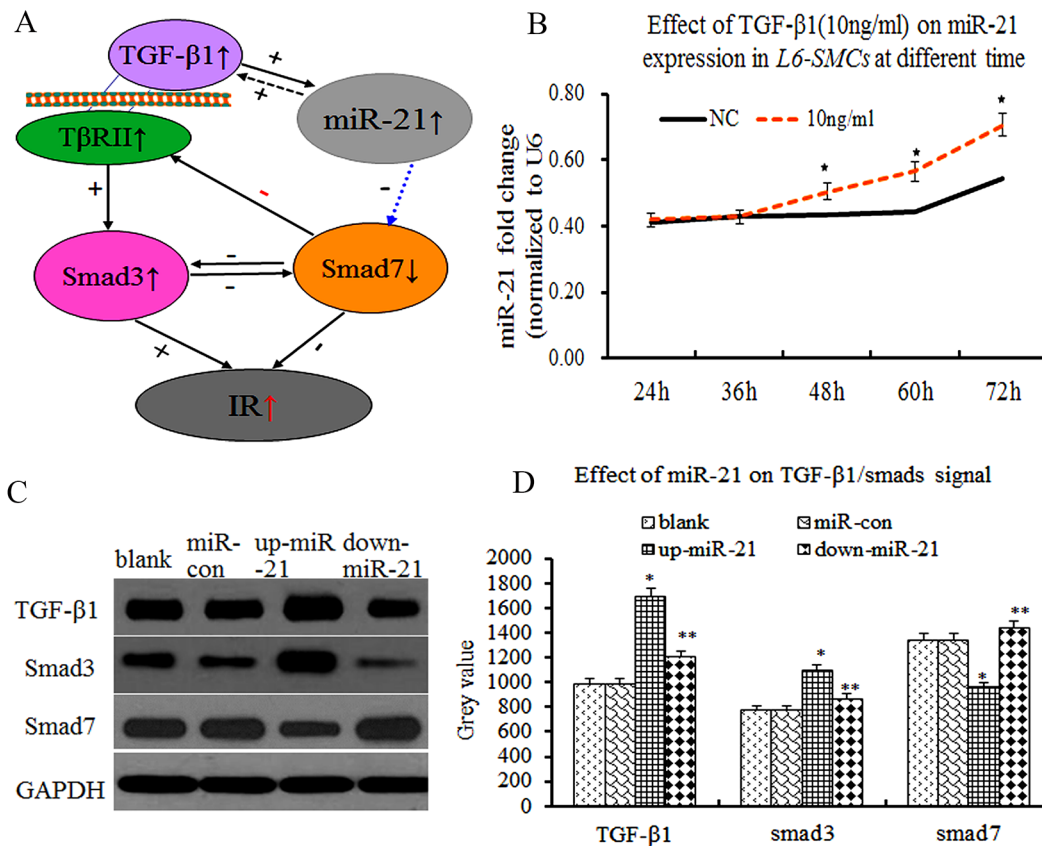 A
TGF-β1↑
+
+
miR-21↑
TβRII↑
+
-
-
Smad3↑
-
-
Smad7↓
+
-
IR↑
B
Effect of TGF-β1(10ng/ml) on miR-21
expression in L6-SMCs at different time
miR-21 fold change
(normalized to U6)
0.80
0.60
0.40
0.20
0.00
NC
10ng/ml
*
*
*
24h
36h
48h
60h
72h
C
blank
miR-
con
up-miR
-21
down-
miR-21
TGF-β1
Smad3
Smad7
GAPDH
D
Effect of miR-21 on TGF-β1/smads signal
blank
miR-con
up-miR-21
down-miR-21
Grey value
2000
1800
1600
1400
1200
1000
800
600
400
200
0
*
**
*
**
*
**
TGF-β1
smad3
smad7